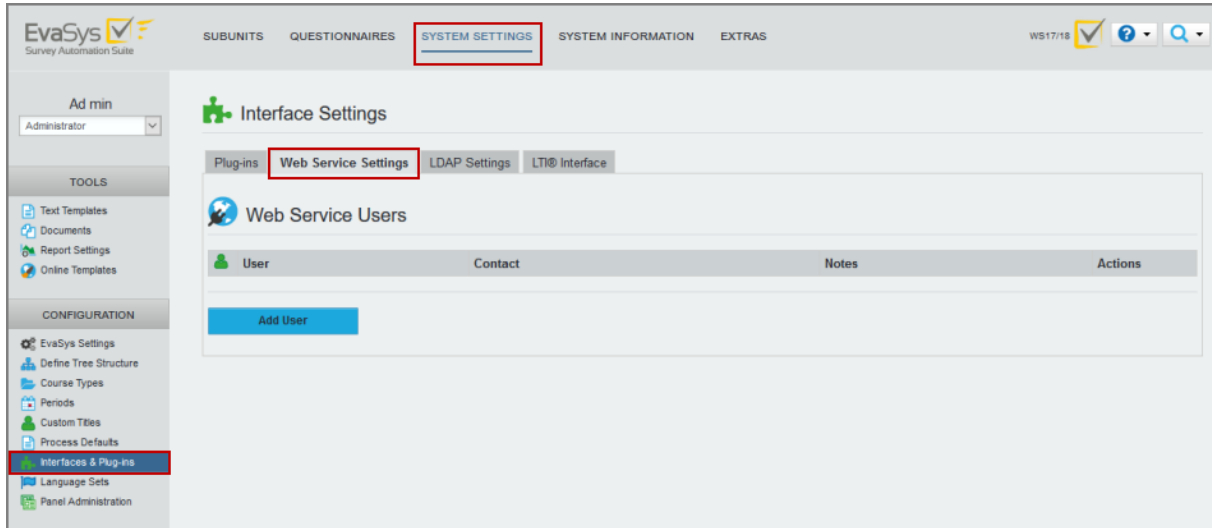 EvaSys
Survey Automation Suite
SUBUNITS QUESTIONNAIRES SYSTEM SETTINGS SYSTEM INFORMATION EXTRAS
WS17/18
Ad min
Administrator
TOOLS
Text Templates
Documents
Report Settings
Online Templates
CONFIGURATION
EvaSys Settings
Define Tree Structure
Course Types
Periods
Custom Titles
Process Defaults
Interfaces & Plug-ins
Language Sets
Panel Administration
Interface Settings
Plug-ins Web Service Settings LDAP Settings LTI® Interface
Web Service Users
User Contact Notes Actions
Add User